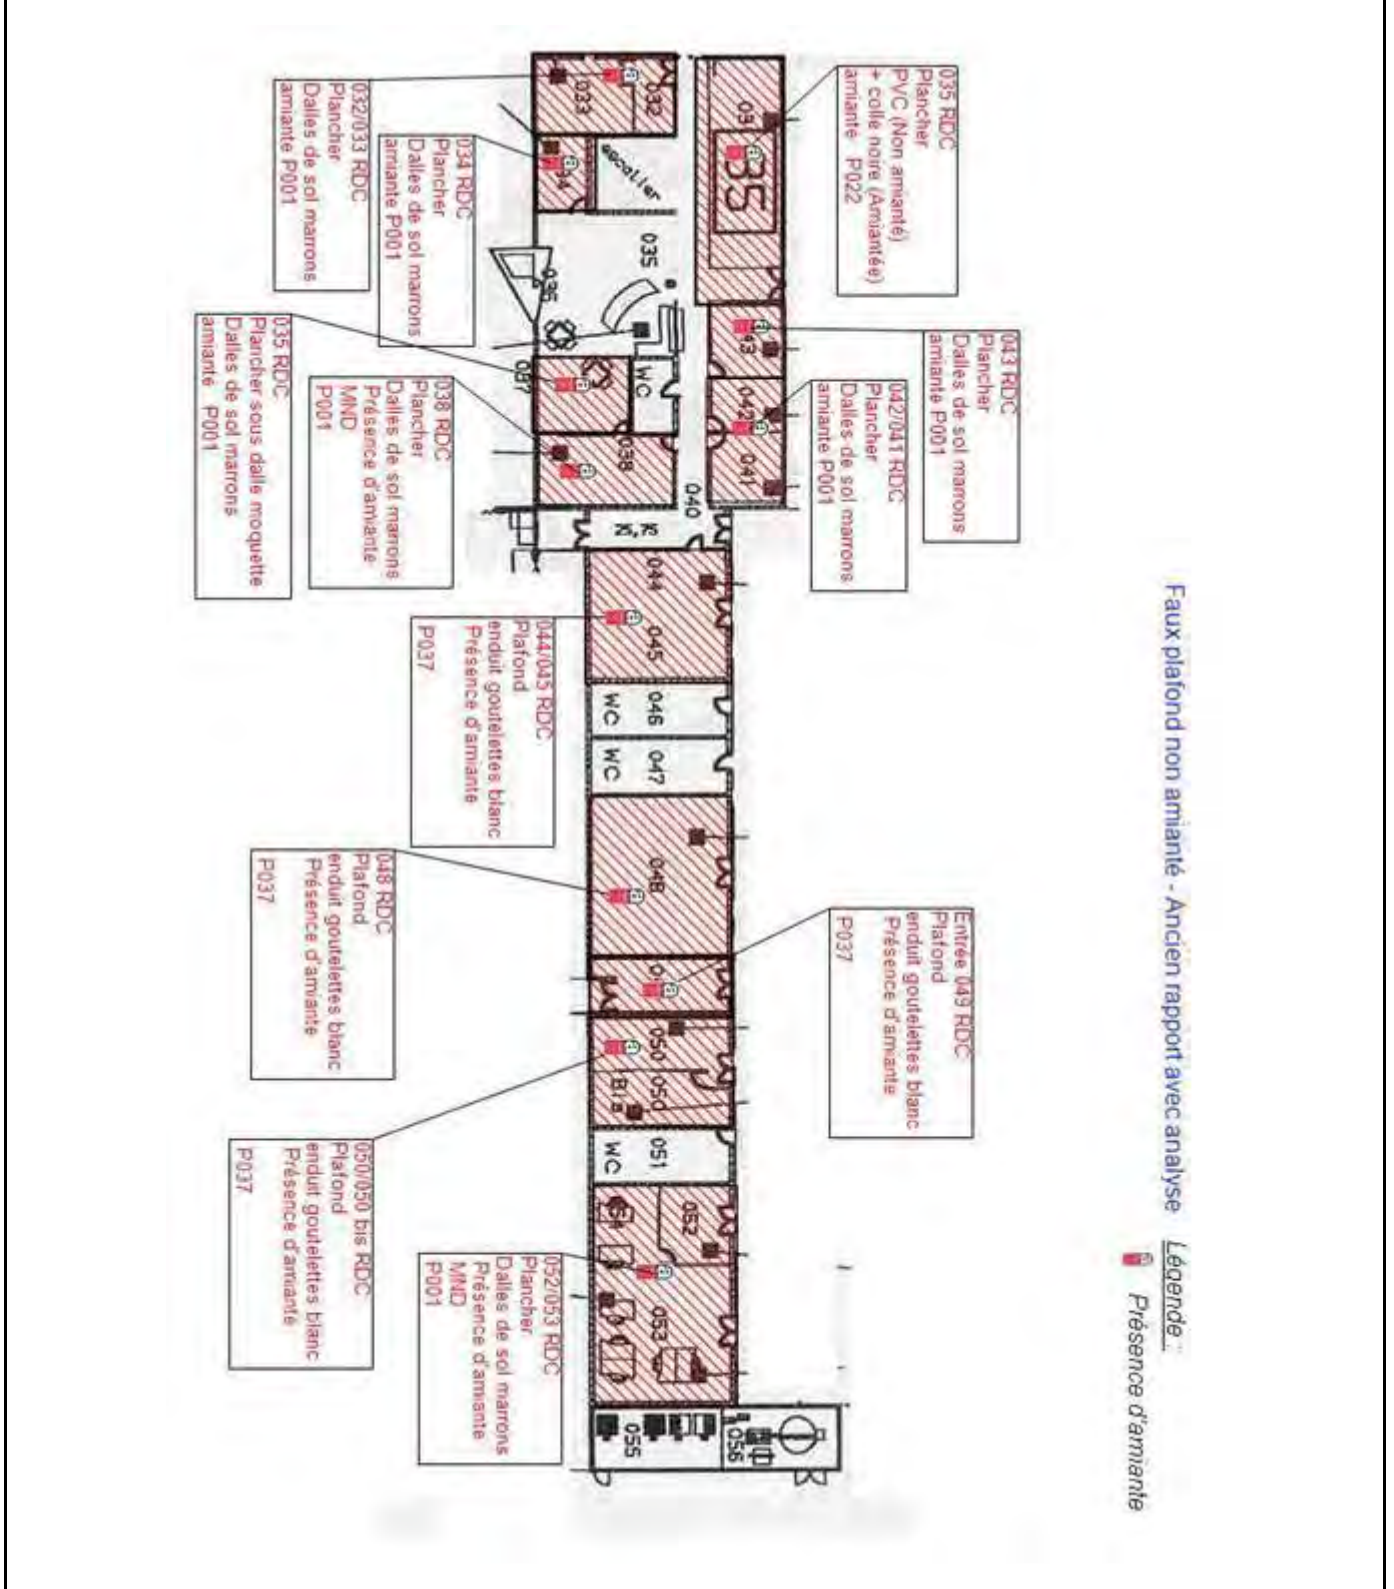 Faux plafond non amianté - Ancien rapport avec analyse
Légende :
Présence d'amiante
035 RDC
Plancher
PVC (Non amianté)
+ colle noire (Amiantée)
amiante P022
043 RDC
Plancher
Dalles de sol marrons
amiante P001
042/041 RDC
Plancher
Dalles de sol marrons
amiante P001
Entrée 049 RDC
Plafond
enduit goutelettes blanc
Présence d'amiante
P037
032/033 RDC
Plancher
Dalles de sol marrons
amiante P001
034 RDC
Plancher
Dalles de sol marrons
amiante P001
035 RDC
Plancher sous dalle moquette
Dalles de sol marrons
amiante P001
038 RDC
Plancher
Dalles de sol marrons
Présence d'amiante
MND
P001
044/045 RDC
Plafond
enduit goutelettes blanc
Présence d'amiante
P037
048 RDC
Plafond
enduit goutelettes blanc
Présence d'amiante
P037
050/050 bis RDC
Plafond
enduit goutelettes blanc
Présence d'amiante
P037
052/053 RDC
Plancher
Dalles de sol marrons
Présence d'amiante
MND
P001
032
033
escalier
035
036
037
WC
038
35
042
041
040
25,75
044
045
046
WC
047
WC
048
050
050
Bis
051
WC
052
054
053
055
056